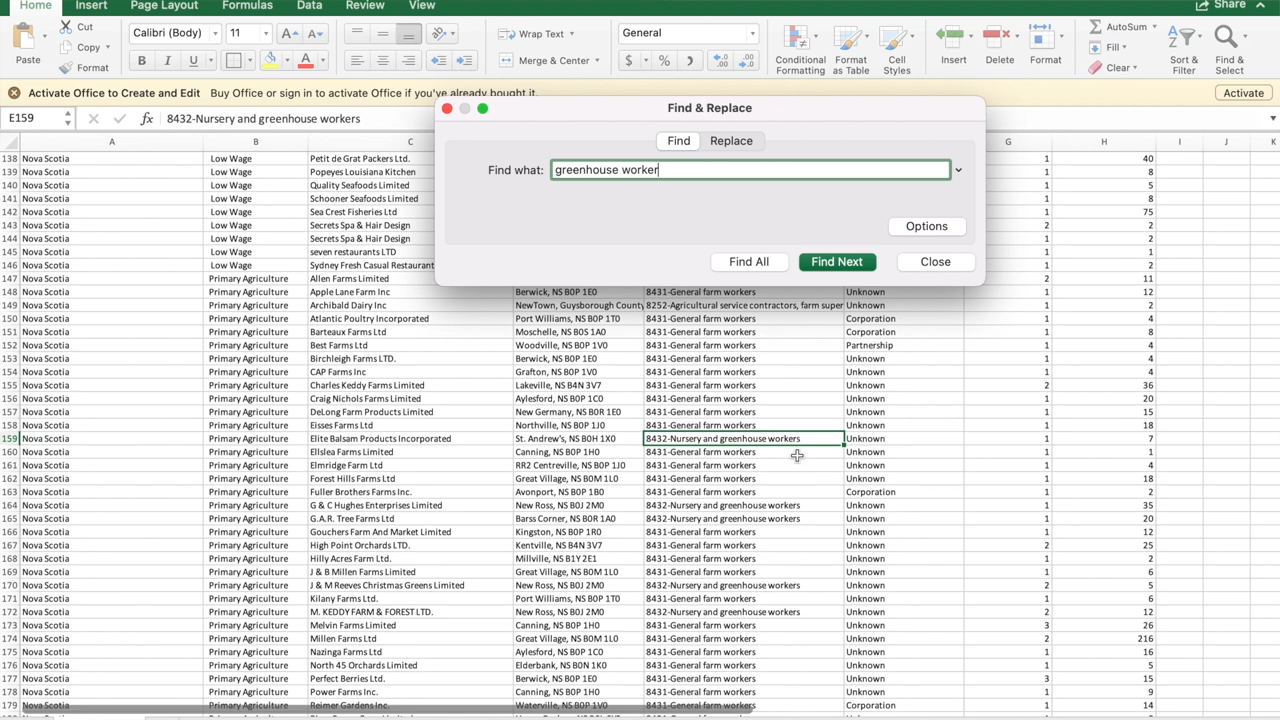 Home Insert Page Layout Formulas Data Review View Share
Cut Calibri (Body) 11 Wrap Text General AutoSum
Copy Fill
Paste Format Merge & Center Conditional Formatting Format as Table Cell Styles Insert Delete Format Clear Sort & Filter Find & Select
Activate Office to Create and Edit Buy Office or sign in to activate Office if you've already bought it. Activate
E159 fx 8432-Nursery and greenhouse workers
Find & Replace
Find Replace
Find what: greenhouse worker
Options
Find All Find Next Close
A B C G H I J K
138 Nova Scotia Low Wage Petit de Grat Packers Ltd. 1 40
139 Nova Scotia Low Wage Popeyes Louisiana Kitchen 1 8
140 Nova Scotia Low Wage Quality Seafoods Limited 1 5
141 Nova Scotia Low Wage Schooner Seafoods Limited 1 8
142 Nova Scotia Low Wage Sea Crest Fisheries Ltd 1 75
143 Nova Scotia Low Wage Secrets Spa & Hair Design 2 2
144 Nova Scotia Low Wage Secrets Spa & Hair Design 1 2
145 Nova Scotia Low Wage seven restaurants LTD 1 1
146 Nova Scotia Low Wage Sydney Fresh Casual Restaurant 1 2
147 Nova Scotia Primary Agriculture Allen Farms Limited 2 11
148 Nova Scotia Primary Agriculture Apple Lane Farm Inc Berwick, NS B0P 1E0 8431-General farm workers Unknown 1 12
149 Nova Scotia Primary Agriculture Archibald Dairy Inc NewTown, Guysborough County 8252-Agricultural service contractors, farm super Unknown 1 2
150 Nova Scotia Primary Agriculture Atlantic Poultry Incorporated Port Williams, NS B0P 1T0 8431-General farm workers Corporation 1 4
151 Nova Scotia Primary Agriculture Barteaux Farms Ltd Moschelle, NS B0S 1A0 8431-General farm workers Corporation 1 8
152 Nova Scotia Primary Agriculture Best Farms Ltd Woodville, NS B0P 1V0 8431-General farm workers Partnership 1 4
153 Nova Scotia Primary Agriculture Birchleigh Farms LTD. Berwick, NS B0P 1E0 8431-General farm workers Unknown 1 4
154 Nova Scotia Primary Agriculture CAP Farms Inc Grafton, NS B0P 1V0 8431-General farm workers Unknown 1 4
155 Nova Scotia Primary Agriculture Charles Keddy Farms Limited Lakeville, NS B4N 3V7 8431-General farm workers Unknown 2 36
156 Nova Scotia Primary Agriculture Craig Nichols Farms Limited Aylesford, NS B0P 1C0 8431-General farm workers Unknown 1 20
157 Nova Scotia Primary Agriculture DeLong Farm Products Limited New Germany, NS B0R 1E0 8431-General farm workers Unknown 1 15
158 Nova Scotia Primary Agriculture Eisses Farms Ltd Northville, NS B0P 1J0 8431-General farm workers Unknown 1 18
159 Nova Scotia Primary Agriculture Elite Balsam Products Incorporated St. Andrew's, NS B0H 1X0 8432-Nursery and greenhouse workers Unknown 1 7
160 Nova Scotia Primary Agriculture Ellslea Farms Limited Canning, NS B0P 1H0 8431-General farm workers Unknown 1 1
161 Nova Scotia Primary Agriculture Elmridge Farm Ltd RR2 Centreville, NS B0P 1J0 8431-General farm workers Unknown 1 4
162 Nova Scotia Primary Agriculture Forest Hills Farms Ltd Great Village, NS B0M 1L0 8431-General farm workers Unknown 1 18
163 Nova Scotia Primary Agriculture Fuller Brothers Farms Inc. Avonport, NS B0P 1B0 8431-General farm workers Corporation 1 2
164 Nova Scotia Primary Agriculture G & C Hughes Enterprises Limited New Ross, NS B0J 2M0 8432-Nursery and greenhouse workers Unknown 1 35
165 Nova Scotia Primary Agriculture G.A.R. Tree Farms Ltd Barss Corner, NS B0R 1A0 8432-Nursery and greenhouse workers Unknown 1 20
166 Nova Scotia Primary Agriculture Gouchers Farm And Market Limited Kingston, NS B0P 1R0 8431-General farm workers Unknown 1 12
167 Nova Scotia Primary Agriculture High Point Orchards LTD. Kentville, NS B4N 3V7 8431-General farm workers Unknown 2 25
168 Nova Scotia Primary Agriculture Hilly Acres Farm Ltd. Millville, NS B1Y 2E1 8431-General farm workers Unknown 1 2
169 Nova Scotia Primary Agriculture J & B Millen Farms Limited Great Village, NS B0M 1L0 8431-General farm workers Unknown 1 6
170 Nova Scotia Primary Agriculture J & M Reeves Christmas Greens Limited New Ross, NS B0J 2M0 8432-Nursery and greenhouse workers Unknown 2 5
171 Nova Scotia Primary Agriculture Kilany Farms Ltd. Port Williams, NS B0P 1T0 8431-General farm workers Unknown 1 6
172 Nova Scotia Primary Agriculture M. KEDDY FARM & FOREST LTD. New Ross, NS B0J 2M0 8432-Nursery and greenhouse workers Unknown 2 12
173 Nova Scotia Primary Agriculture Melvin Farms Limited Canning, NS B0P 1H0 8431-General farm workers Unknown 3 26
174 Nova Scotia Primary Agriculture Millen Farms Ltd Great Village, NS B0M 1L0 8431-General farm workers Unknown 2 216
175 Nova Scotia Primary Agriculture Nazinga Farms Ltd Aylesford, NS B0P 1C0 8431-General farm workers Unknown 1 16
176 Nova Scotia Primary Agriculture North 45 Orchards Limited Elderbank, NS B0N 1K0 8431-General farm workers Unknown 1 5
177 Nova Scotia Primary Agriculture Perfect Berries Ltd. Berwick, NS B0P 1E0 8431-General farm workers Unknown 3 15
178 Nova Scotia Primary Agriculture Power Farms Inc. Canning, NS B0P 1H0 8431-General farm workers Unknown 1 9
179 Nova Scotia Primary Agriculture Reimer Gardens Inc. Waterville, NS B0P 1V0 8431-General farm workers Corporation 1 14